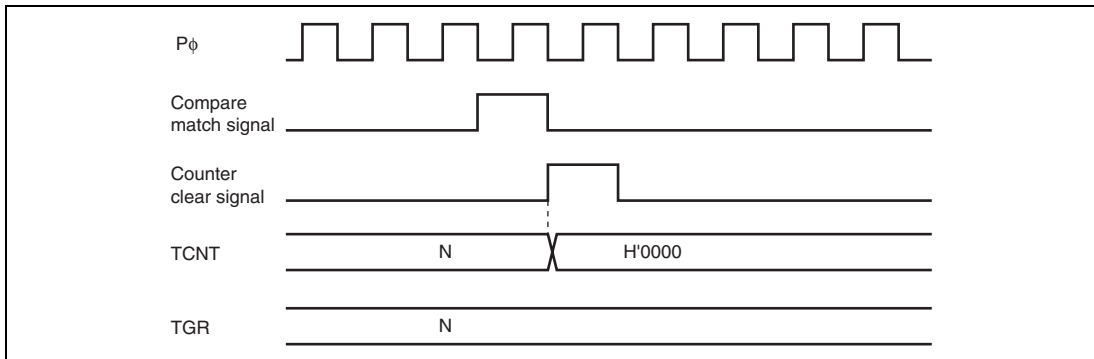 Pϕ
Compare
match signal
Counter
clear signal
TCNT
N
H'0000
TGR
N